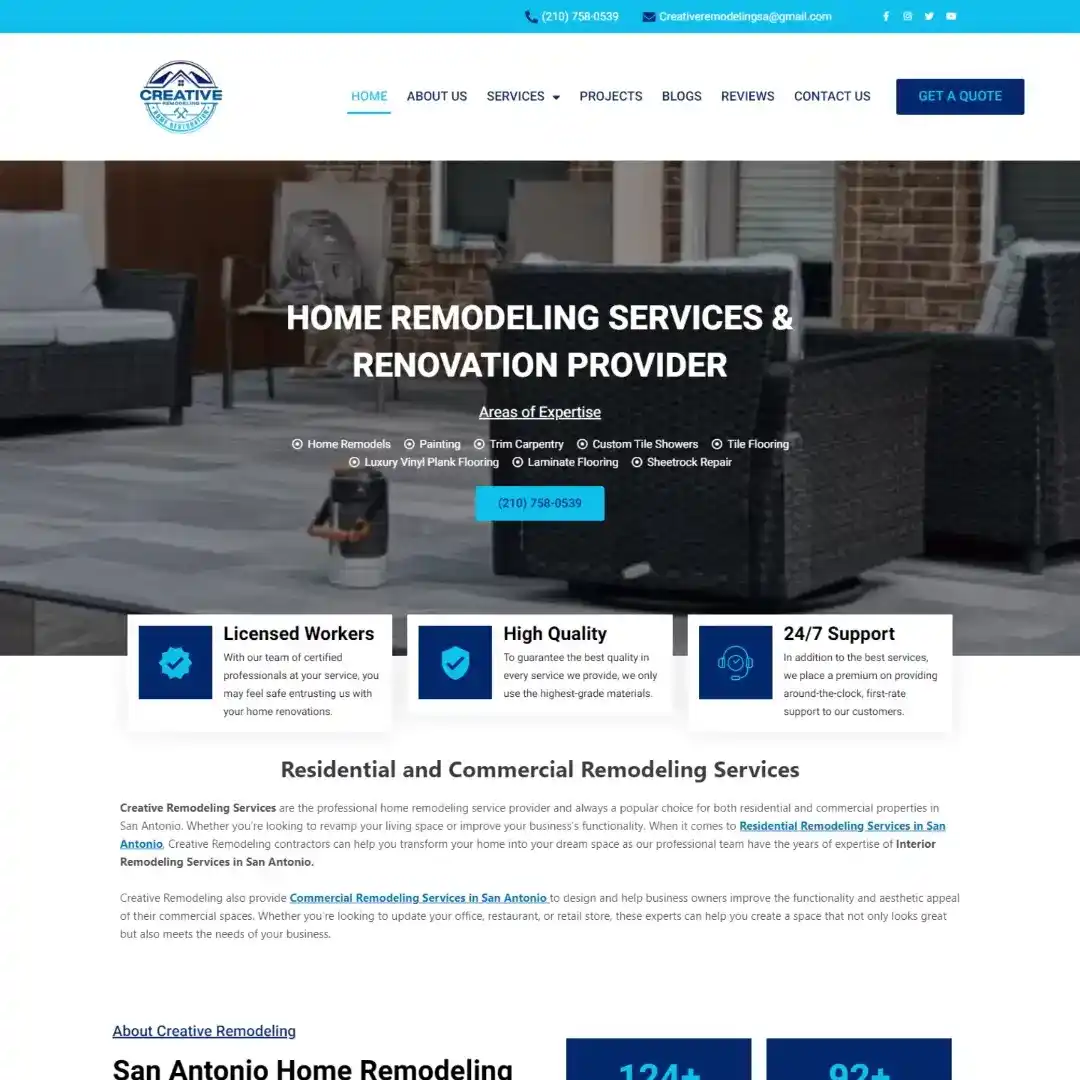 (210) 758-0539 Creativeremodelingsa@gmail.com
CREATIVE
REMODELING
HOME RENOVATION
HOME ABOUT US SERVICES PROJECTS BLOGS REVIEWS CONTACT US GET A QUOTE
HOME REMODELING SERVICES &
RENOVATION PROVIDER
Areas of Expertise
Home Remodels Painting Trim Carpentry Custom Tile Showers Tile Flooring
Luxury Vinyl Plank Flooring Laminate Flooring Sheetrock Repair
(210) 758-0539
Licensed Workers
With our team of certified
professionals at your service, you
may feel safe entrusting us with
your home renovations.
High Quality
To guarantee the best quality in
every service we provide, we only
use the highest-grade materials.
24/7 Support
In addition to the best services,
we place a premium on providing
around-the-clock, first-rate
support to our customers.
Residential and Commercial Remodeling Services
Creative Remodeling Services are the professional home remodeling service provider and always a popular choice for both residential and commercial properties in
San Antonio. Whether you're looking to revamp your living space or improve your business's functionality. When it comes to Residential Remodeling Services in San
Antonio, Creative Remodeling contractors can help you transform your home into your dream space as our professional team have the years of expertise of Interior
Remodeling Services in San Antonio.
Creative Remodeling also provide Commercial Remodeling Services in San Antonio to design and help business owners improve the functionality and aesthetic appeal
of their commercial spaces. Whether you're looking to update your office, restaurant, or retail store, these experts can help you create a space that not only looks great
but also meets the needs of your business.
About Creative Remodeling
San Antonio Home Remodeling
124+ 92+